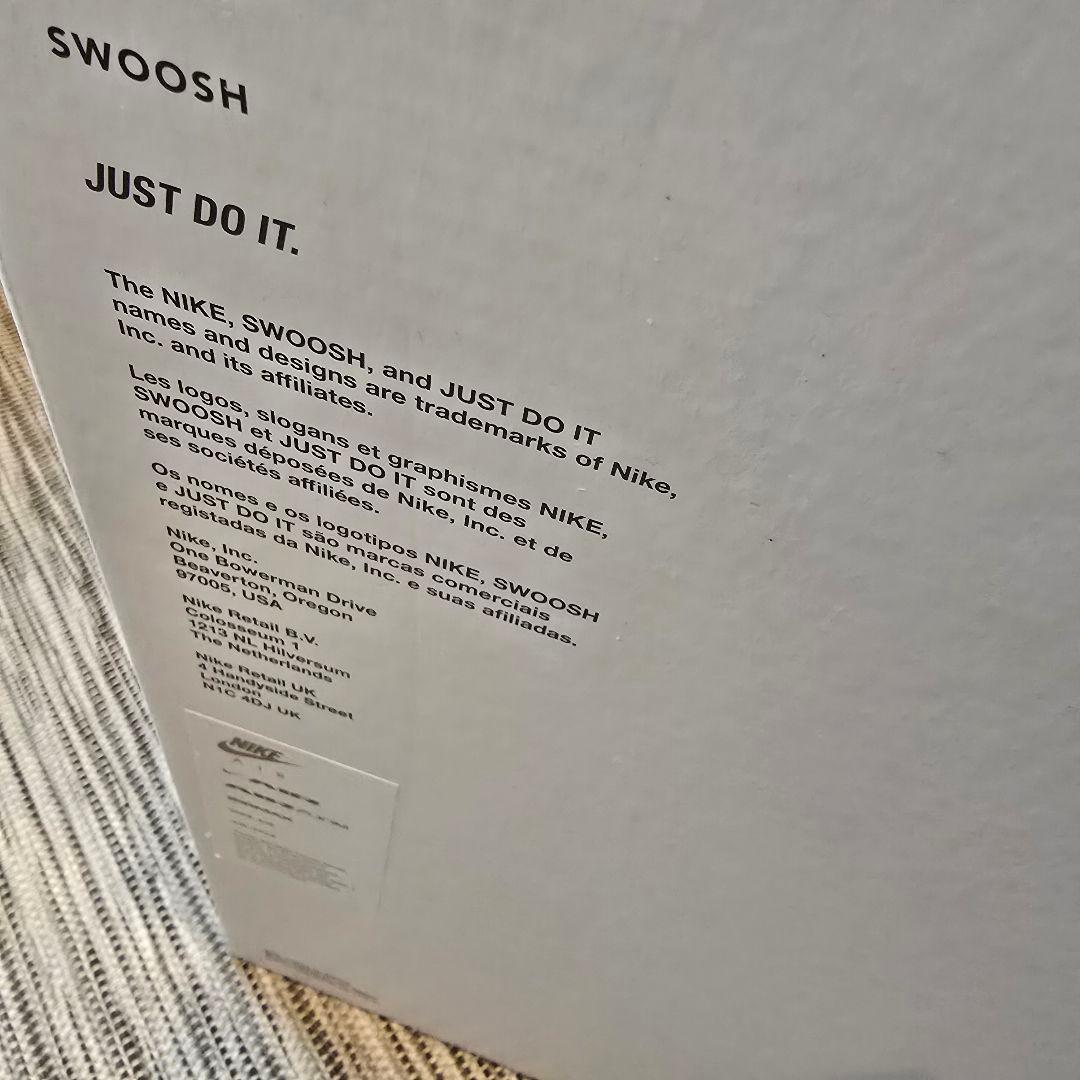 SWOOSH
JUST DO IT.
The NIKE, SWOOSH, and JUST DO IT
names and designs are trademarks of Nike,
Inc. and its affiliates.
Les logos, slogans et graphismes NIKE,
SWOOSH et JUST DO IT sont des
marques déposées de Nike, Inc. et de
ses sociétés affiliées.
Os nomes e os logotipos NIKE, SWOOSH
e JUST DO IT são marcas comerciais
registadas da Nike, Inc. e suas afiliadas.
Nike, Inc.
One Bowerman Drive
Beaverton, Oregon
97005, USA
Nike Retail B.V.
Colosseum 1
1213 NL Hilversum
The Netherlands
Nike Retail UK
4 Handyside Street
London
N1C 4DJ UK
NIKE
AIR